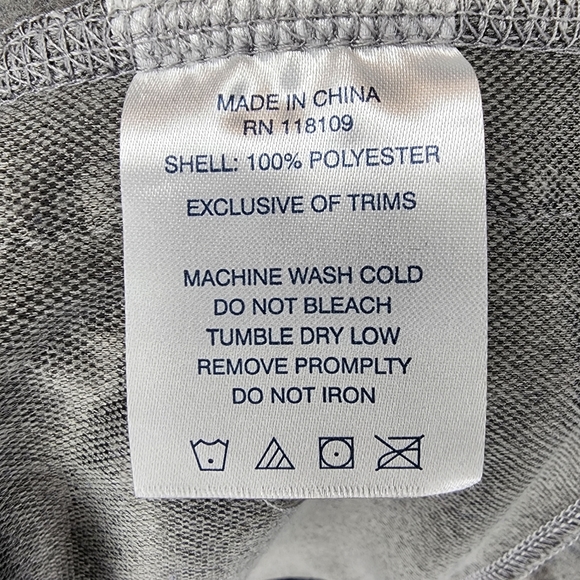 MADE IN CHINA
RN 118109
SHELL: 100% POLYESTER
EXCLUSIVE OF TRIMS
MACHINE WASH COLD
DO NOT BLEACH
TUMBLE DRY LOW
REMOVE PROMPLTY
DO NOT IRON